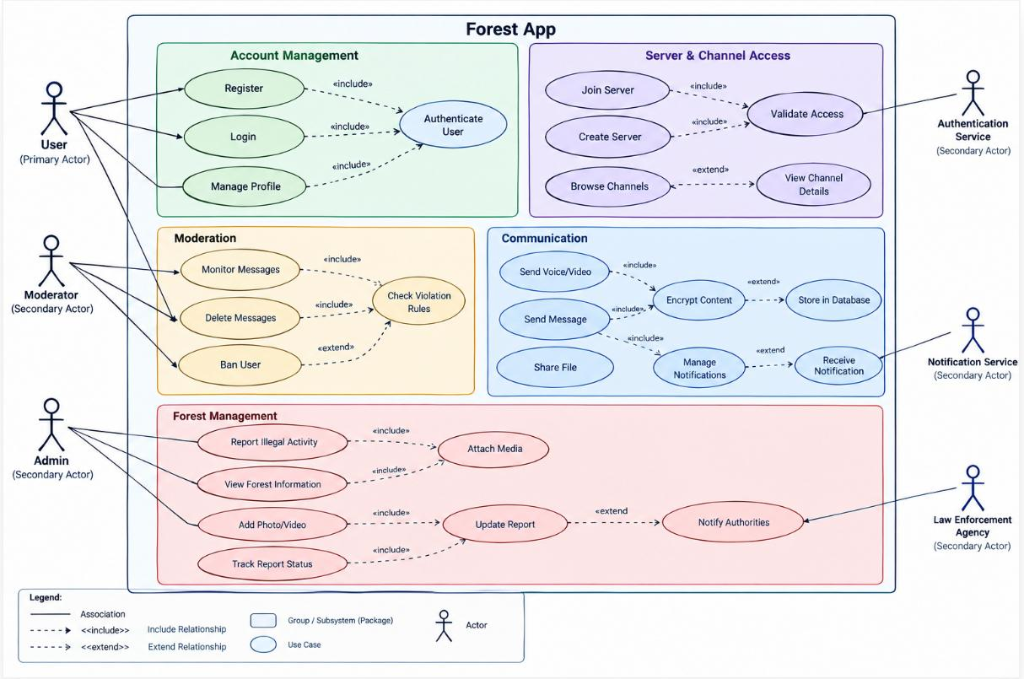 Forest App
Account Management
Register
Login
Manage Profile
«include»
«include»
«include»
Authenticate
User
Server & Channel Access
Join Server
Create Server
Browse Channels
«include»
«include»
«extend»
Validate Access
View Channel
Details
User
(Primary Actor)
Authentication
Service
(Secondary Actor)
Moderation
Monitor Messages
Delete Messages
Ban User
«include»
«include»
«extend»
Check Violation
Rules
Communication
Send Voice/Video
Send Message
Share File
«include»
«include»
«include»
Encrypt Content
«extend»
Store in Database
Manage
Notifications
«extend
Receive
Notification
Moderator
(Secondary Actor)
Notification Service
(Secondary Actor)
Forest Management
Report Illegal Activity
View Forest Information
Add Photo/Video
Track Report Status
«include»
«include»
«include»
«include»
Attach Media
Update Report
«extend
Notify Authorities
Admin
(Secondary Actor)
Law Enforcement
Agency
(Secondary Actor)
Legend:
Association
<<include>> Include Relationship
<<extend>> Extend Relationship
Group / Subsystem (Package)
Use Case
Actor